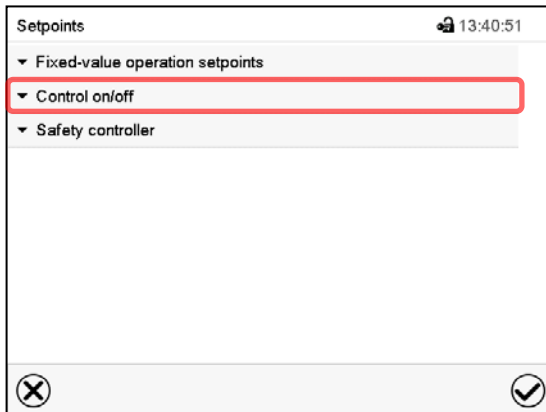 Setpoints 13:40:51
Fixed-value operation setpoints
Control on/off
Safety controller